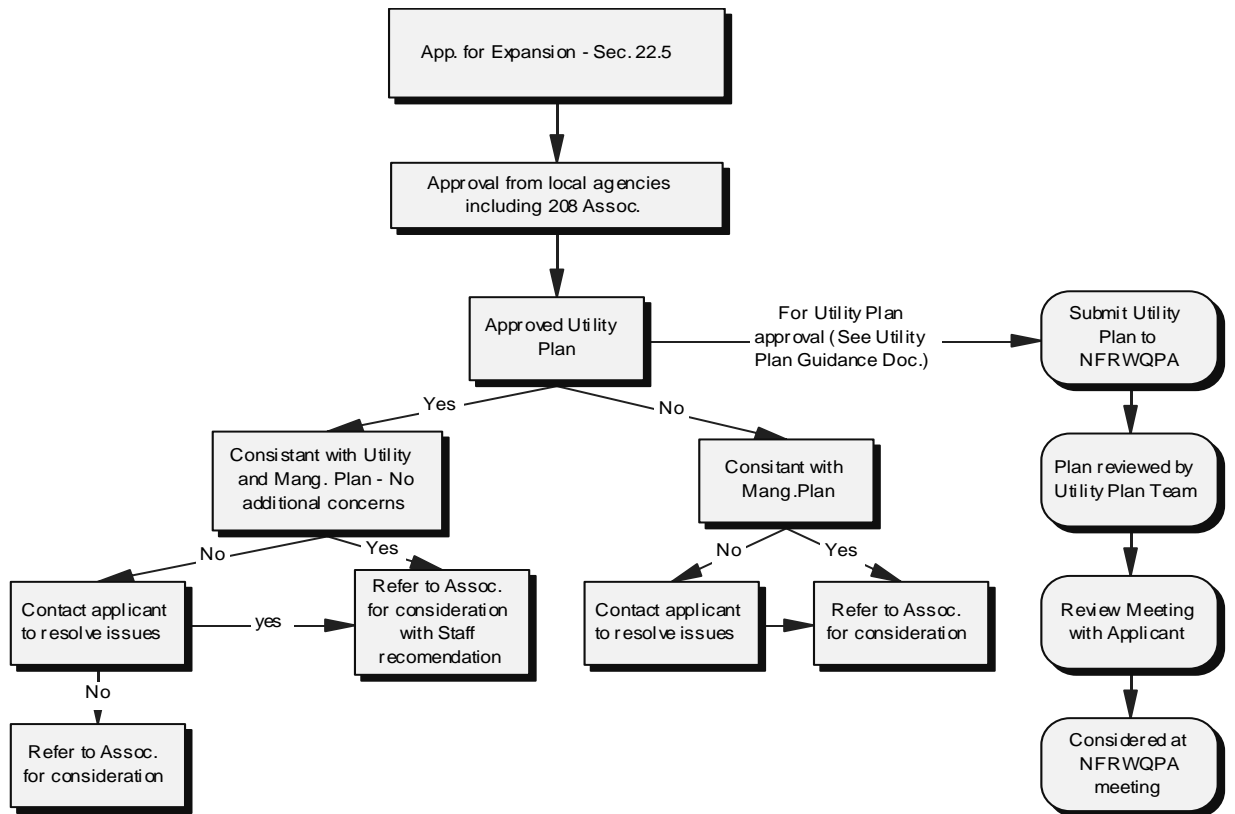 App. for Expansion - Sec. 22.5
Approval from local agencies
including 208 Assoc.
Approved Utility
Plan
For Utility Plan
approval (See Utility
Plan Guidance Doc.)
Submit Utility
Plan to
NFRWQPA
Yes
No
Consistant with Utility
and Mang. Plan - No
additional concerns
Consitant with
Mang.Plan
Plan reviewed by
Utility Plan Team
No
Yes
No
Yes
Contact applicant
to resolve issues
yes
Refer to Assoc.
for consideration
with Staff
recomendation
Contact applicant
to resolve issues
Refer to Assoc.
for consideration
Review Meeting
with Applicant
No
Refer to Assoc.
for consideration
Considered at
NFRWQPA
meeting